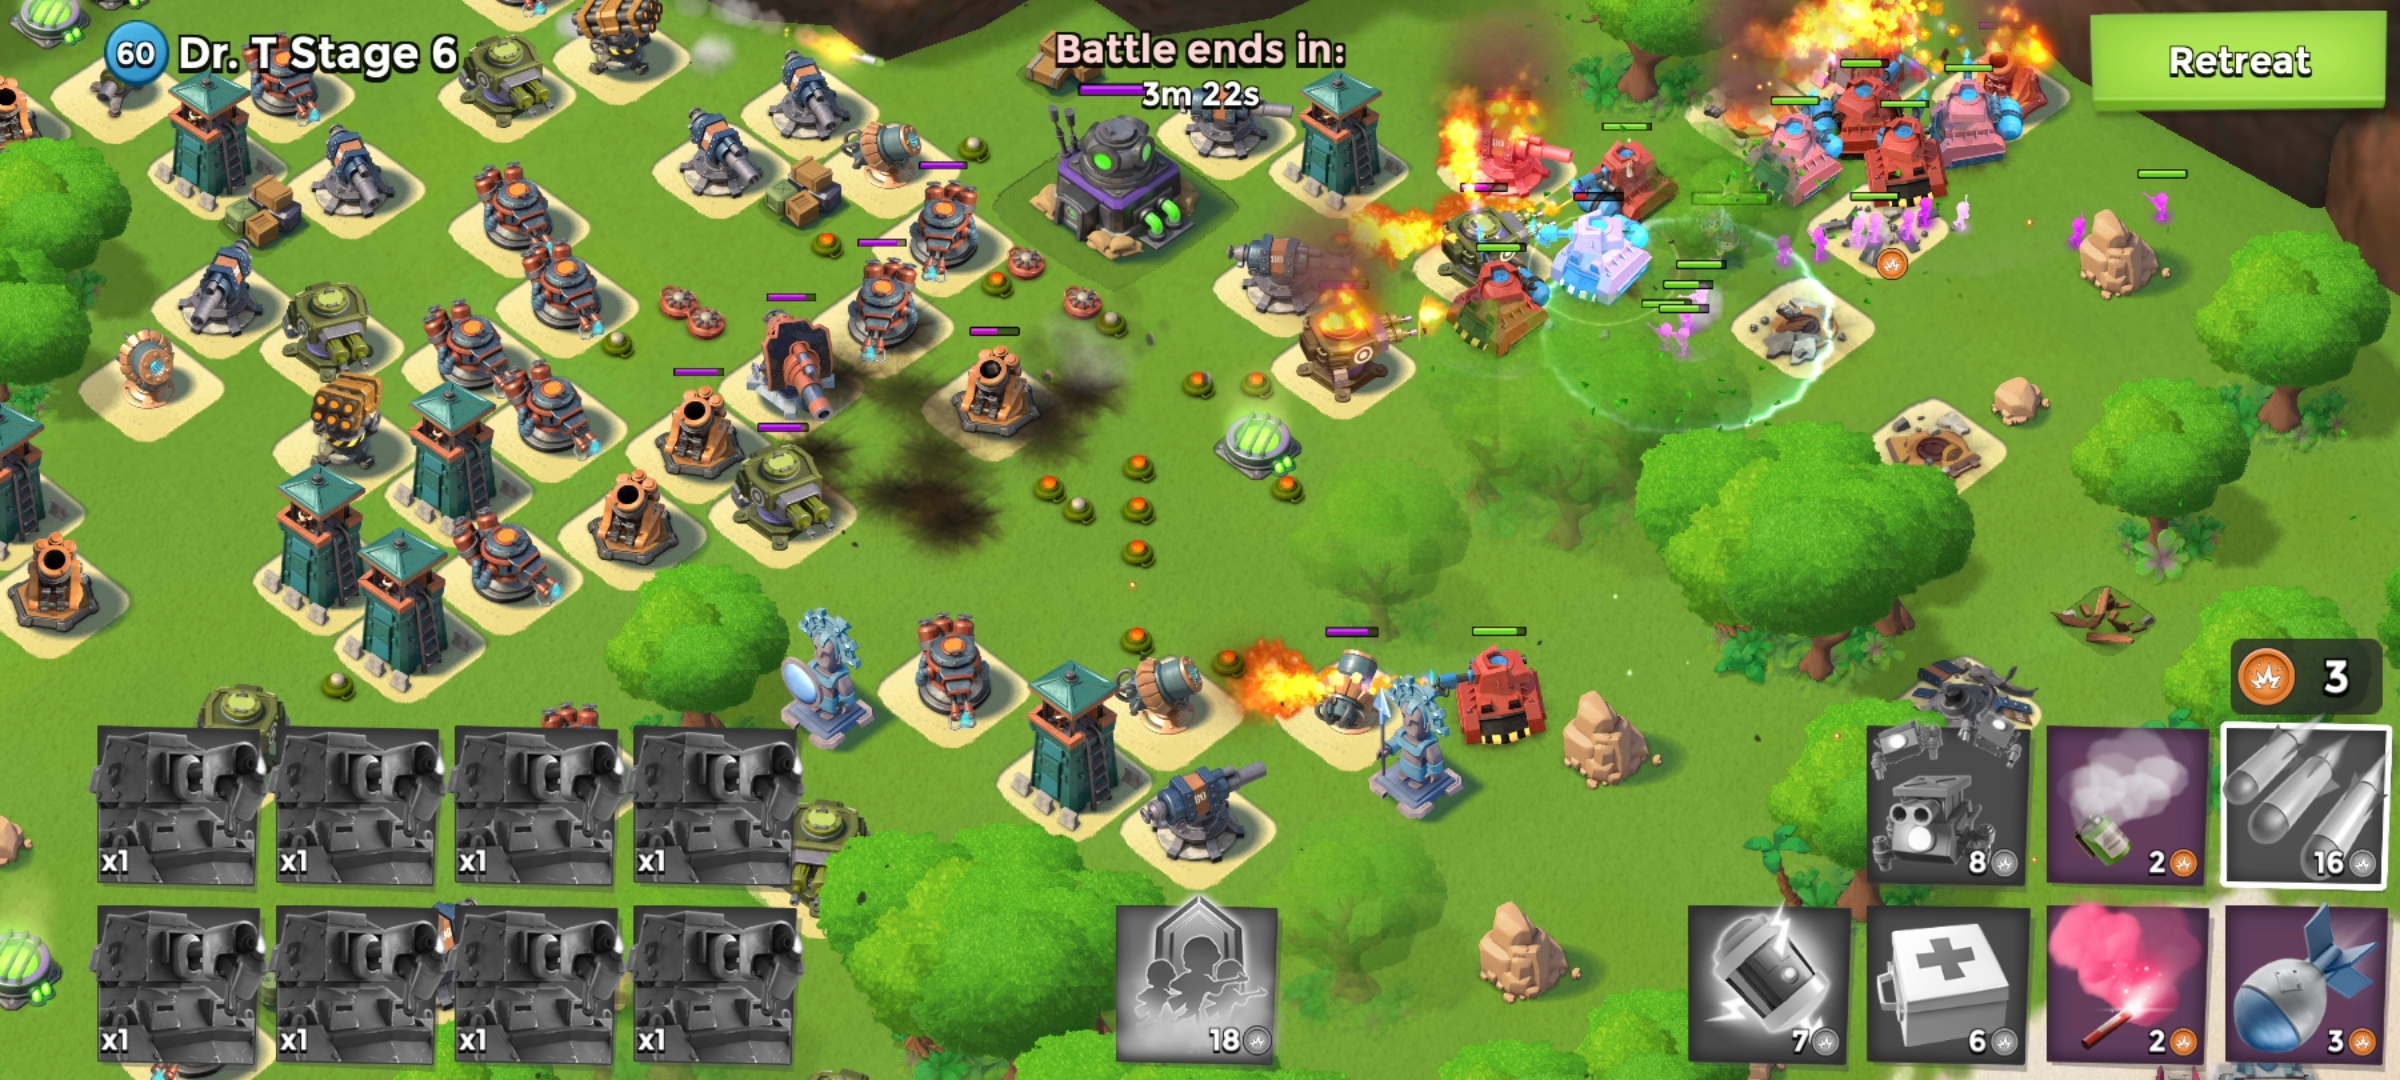 60 Dr. T Stage 6
Battle ends in:
3m 22s
Retreat
3
x1
x1
x1
x1
8
2
16
x1
x1
x1
x1
18
7
6
2
3